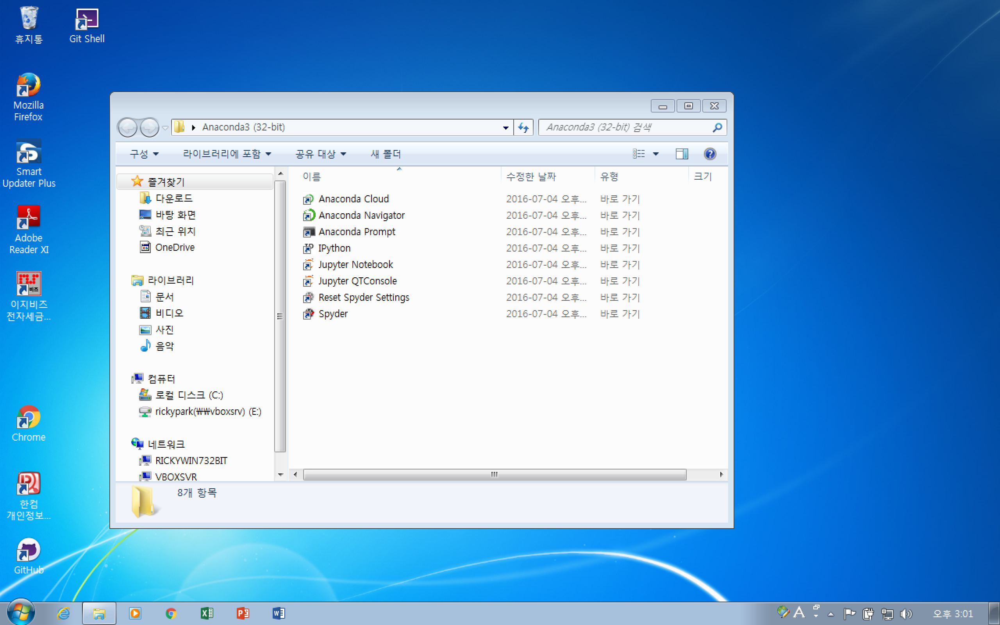 휴지통
Git Shell
Mozilla
Firefox
Smart
Updater Plus
Adobe
Reader XI
비즈
이지비즈
전자세금...
Chrome
한컴
개인정보...
GitHub
Anaconda3 (32-bit)
Anaconda3 (32-bit) 검색
구성
라이브러리에 포함
공유 대상
새 폴더
즐겨찾기
다운로드
바탕 화면
최근 위치
OneDrive
라이브러리
문서
비디오
사진
음악
컴퓨터
로컬 디스크 (C:)
rickypark(₩₩vboxsrv) (E:)
네트워크
RICKYWIN732BIT
VBOXSVR
이름 수정한 날짜 유형 크기
Anaconda Cloud 2016-07-04 오후... 바로 가기
Anaconda Navigator 2016-07-04 오후... 바로 가기
Anaconda Prompt 2016-07-04 오후... 바로 가기
IPython 2016-07-04 오후... 바로 가기
Jupyter Notebook 2016-07-04 오후... 바로 가기
Jupyter QTConsole 2016-07-04 오후... 바로 가기
Reset Spyder Settings 2016-07-04 오후... 바로 가기
Spyder 2016-07-04 오후... 바로 가기
8개 항목
A
오후 3:01